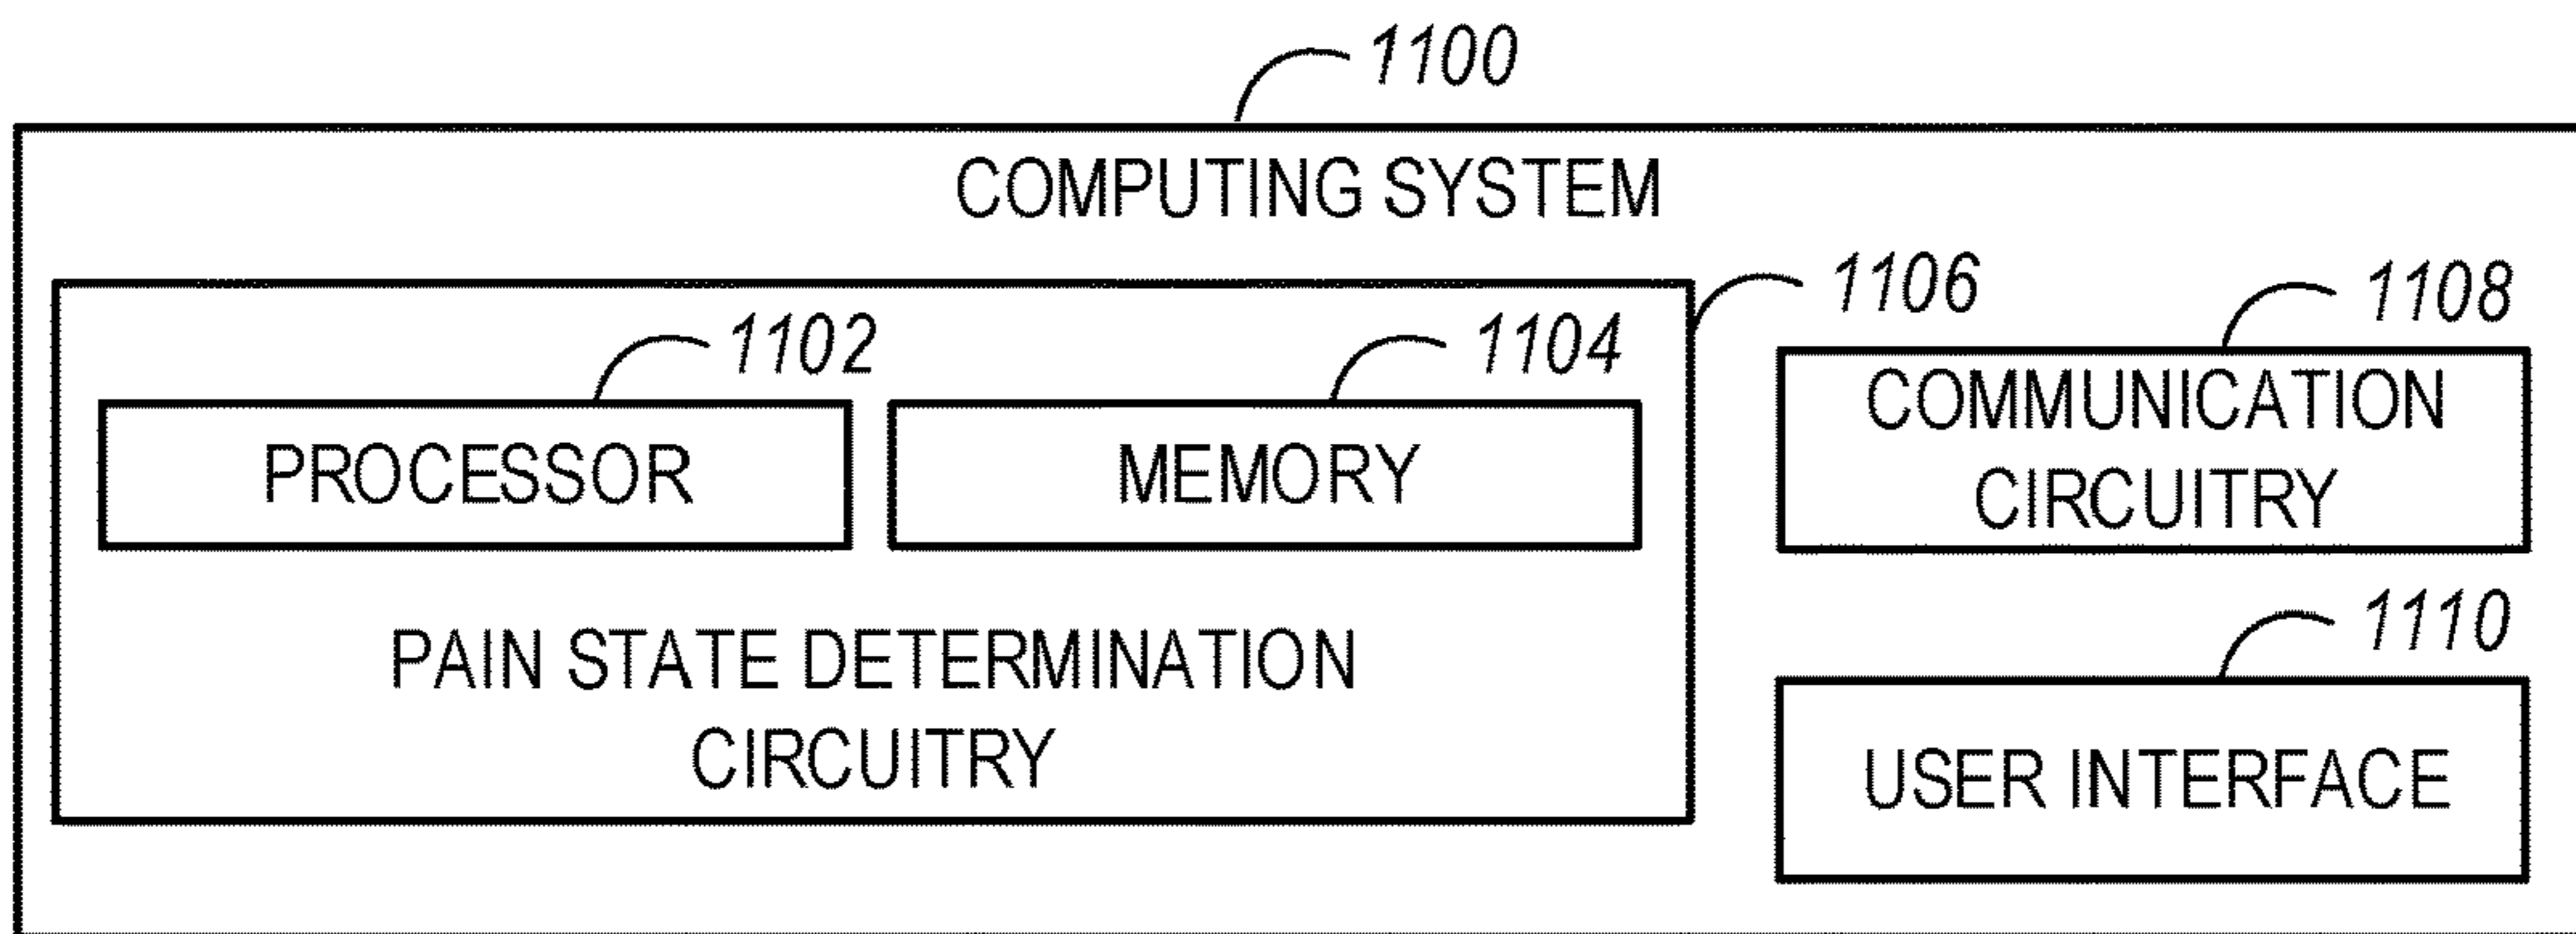 1100
COMPUTING SYSTEM
1106
1108
1102
1104
PROCESSOR
MEMORY
COMMUNICATION
CIRCUITRY
PAIN STATE DETERMINATION
CIRCUITRY
1110
USER INTERFACE